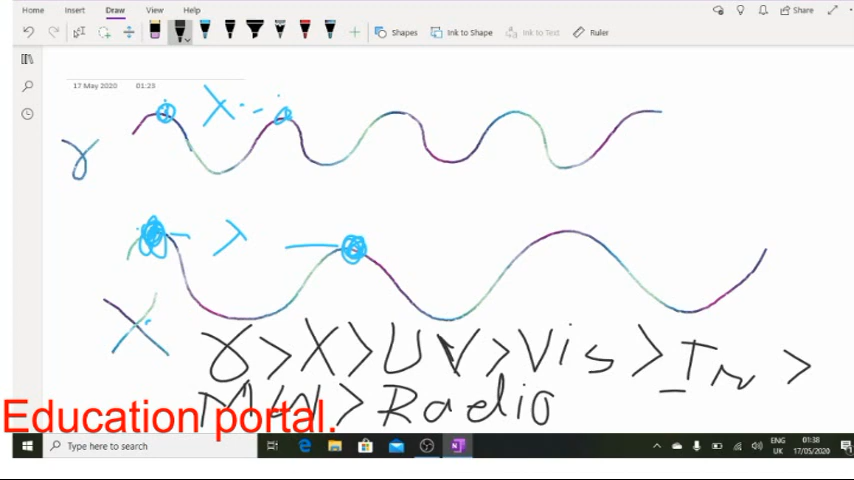 Home Insert Draw View Share
Shapes Ink to Shape Ink to Text Ruler
17 May 2020 01:23
γ
λ
X
γ > X > UV > Vis > IR >
MW > Radio
Education portal.
Type here to search
ENG 01:38
UK 17/05/2020